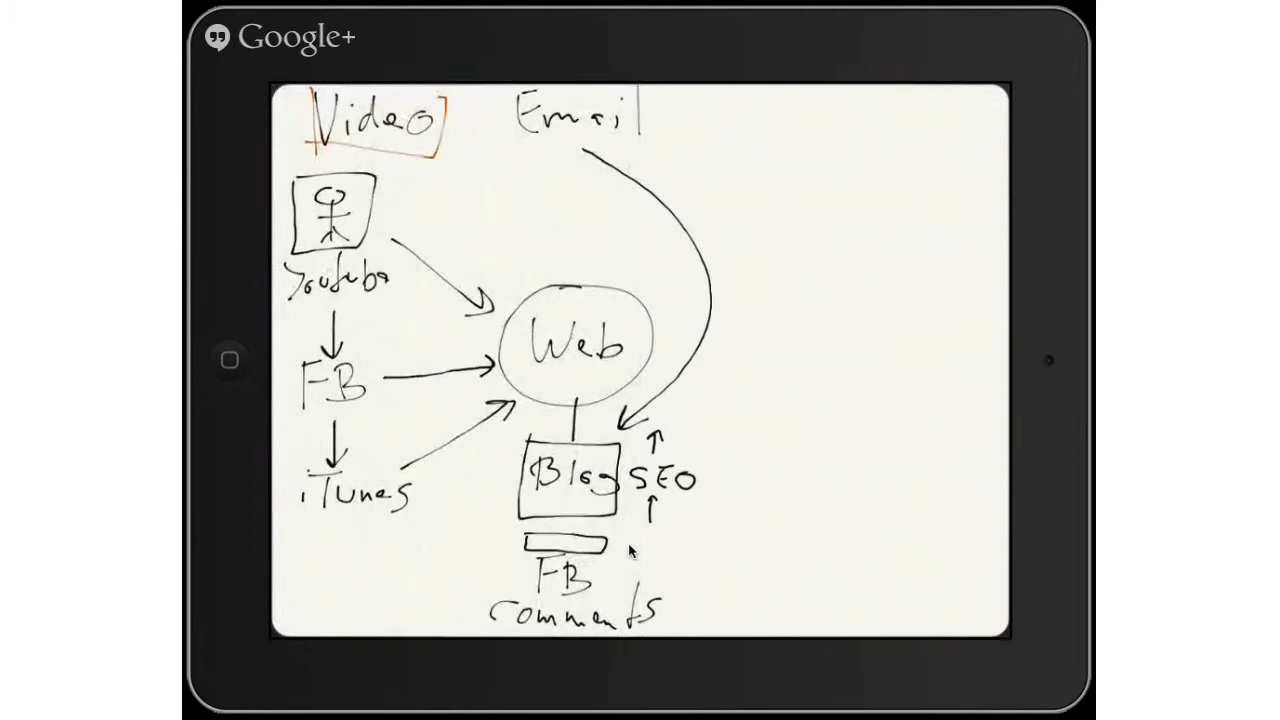 Google+
Video
Email
Youtube
Web
FB
iTunes
Blog
SEO
FB
comments